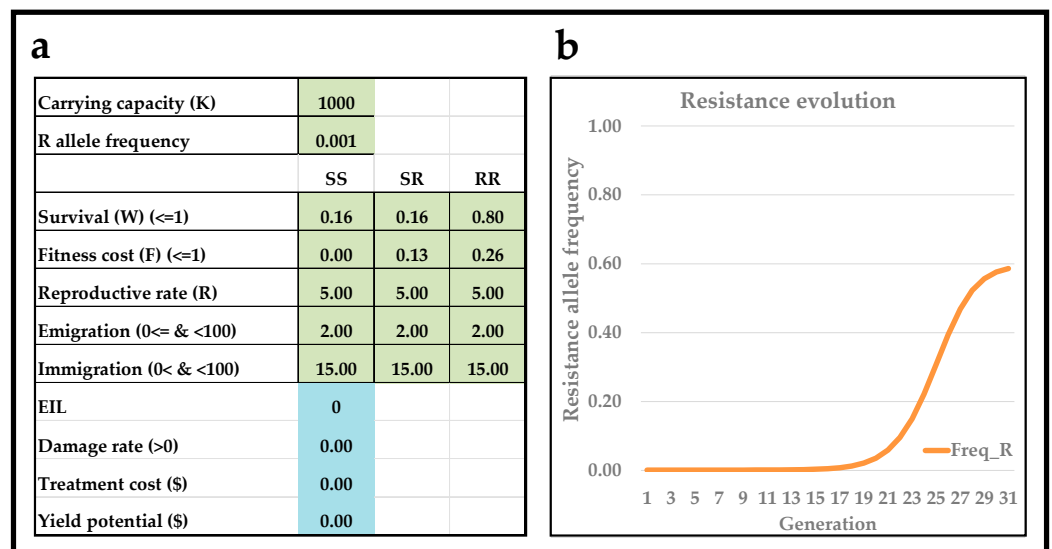 a
Carrying capacity (K) 1000
R allele frequency 0.001
SS SR RR
Survival (W) (<=1) 0.16 0.16 0.80
Fitness cost (F) (<=1) 0.00 0.13 0.26
Reproductive rate (R) 5.00 5.00 5.00
Emigration (0<= & <100) 2.00 2.00 2.00
Immigration (0< & <100) 15.00 15.00 15.00
EIL 0
Damage rate (>0) 0.00
Treatment cost ($) 0.00
Yield potential ($) 0.00
b
Resistance evolution
Resistance allele frequency
1.00
0.80
0.60
0.40
0.20
0.00
Freq_R
1 3 5 7 9 11 13 15 17 19 21 23 25 27 29 31
Generation